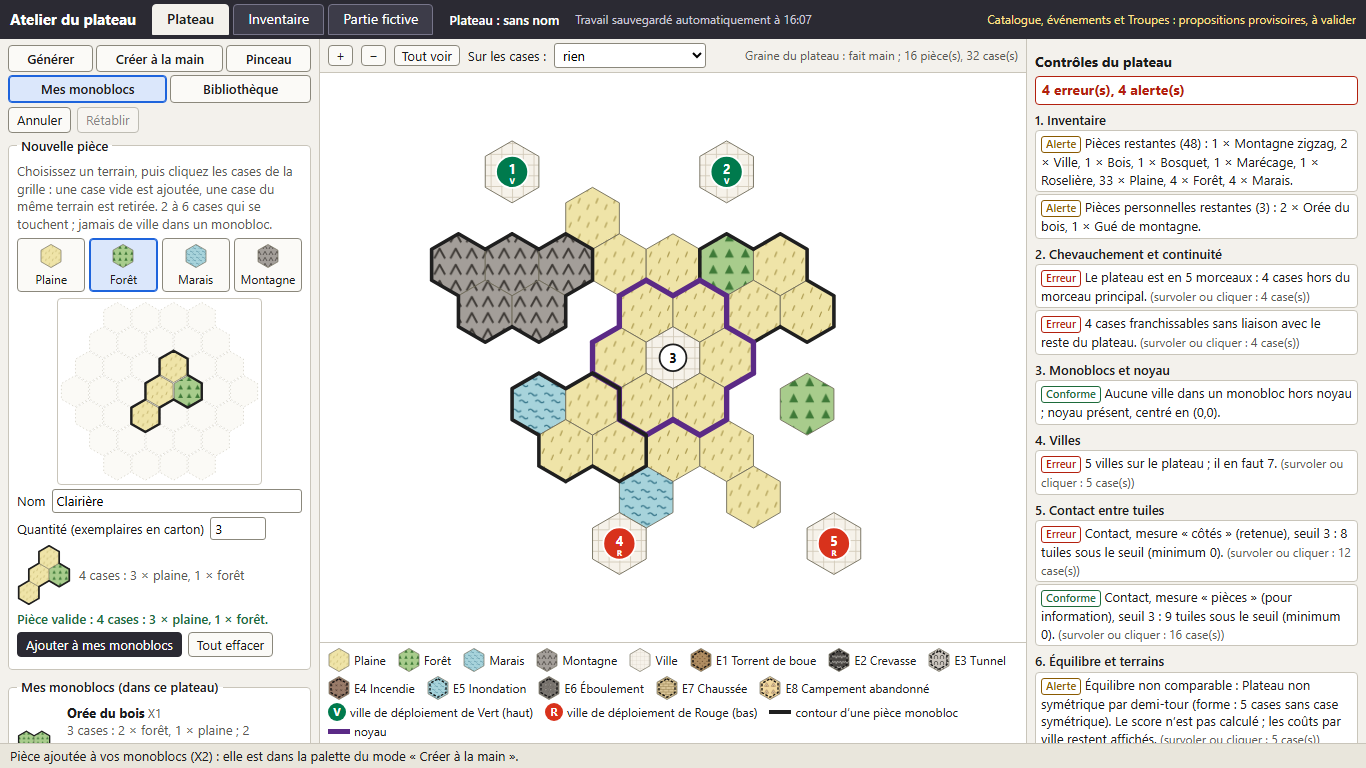 Atelier du plateau
Plateau
Inventaire
Partie fictive
Plateau : sans nom
Travail sauvegardé automatiquement à 16:07
Catalogue, événements et Troupes : propositions provisoires, à valider
Générer
Créer à la main
Pinceau
Mes monoblocs
Bibliothèque
Annuler
Rétablir
Nouvelle pièce
Choisissez un terrain, puis cliquez les cases de la
grille : une case vide est ajoutée, une case du
même terrain est retirée. 2 à 6 cases qui se
touchent ; jamais de ville dans un monobloc.
Plaine
Forêt
Marais
Montagne
Nom
Clairière
Quantité (exemplaires en carton)
3
4 cases : 3 × plaine, 1 × forêt
Pièce valide : 4 cases : 3 × plaine, 1 × forêt.
Ajouter à mes monoblocs
Tout effacer
Mes monoblocs (dans ce plateau)
Orée du bois X1
3 cases : 2 × forêt, 1 × plaine ; 2
+
−
Tout voir
Sur les cases :
rien
Graine du plateau : fait main ; 16 pièce(s), 32 case(s)
1
V
2
V
3
4
R
5
R
Plaine
Forêt
Marais
Montagne
Ville
E1 Torrent de boue
E2 Crevasse
E3 Tunnel
E4 Incendie
E5 Inondation
E6 Éboulement
E7 Chaussée
E8 Campement abandonné
V
ville de déploiement de Vert (haut)
R
ville de déploiement de Rouge (bas)
contour d'une pièce monobloc
noyau
Contrôles du plateau
4 erreur(s), 4 alerte(s)
1. Inventaire
Alerte Pièces restantes (48) : 1 × Montagne zigzag, 2
× Ville, 1 × Bois, 1 × Bosquet, 1 × Marécage, 1 ×
Roselière, 33 × Plaine, 4 × Forêt, 4 × Marais.
Alerte Pièces personnelles restantes (3) : 2 × Orée du
bois, 1 × Gué de montagne.
2. Chevauchement et continuité
Erreur Le plateau est en 5 morceaux : 4 cases hors du
morceau principal. (survoler ou cliquer : 4 case(s))
Erreur 4 cases franchissables sans liaison avec le
reste du plateau. (survoler ou cliquer : 4 case(s))
3. Monoblocs et noyau
Conforme Aucune ville dans un monobloc hors noyau
; noyau présent, centré en (0,0).
4. Villes
Erreur 5 villes sur le plateau ; il en faut 7. (survoler ou
cliquer : 5 case(s))
5. Contact entre tuiles
Erreur Contact, mesure « côtés » (retenue), seuil 3 : 8
tuiles sous le seuil (minimum 0). (survoler ou cliquer : 12
case(s))
Conforme Contact, mesure « pièces » (pour
information), seuil 3 : 9 tuiles sous le seuil (minimum
0). (survoler ou cliquer : 16 case(s))
6. Équilibre et terrains
Alerte Équilibre non comparable : Plateau non
symétrique par demi-tour (forme : 5 cases sans case
symétrique). Le score n'est pas calculé ; les coûts par
ville restent affichés. (survoler ou cliquer : 5 case(s))
Pièce ajoutée à vos monoblocs (X2) : elle est dans la palette du mode « Créer à la main ».